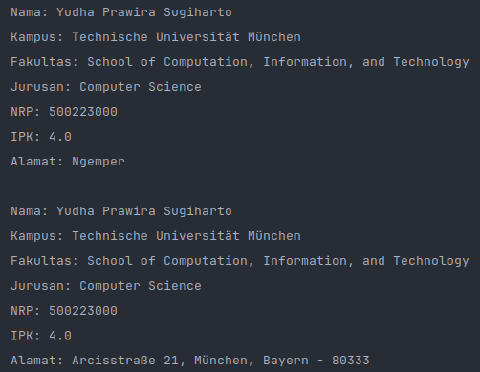 Nama: Yudha Prawira Sugiharto
Kampus: Technische Universität München
Fakultas: School of Computation, Information, and Technology
Jurusan: Computer Science
NRP: 500223000
IPK: 4.0
Alamat: Ngemper
Nama: Yudha Prawira Sugiharto
Kampus: Technische Universität München
Fakultas: School of Computation, Information, and Technology
Jurusan: Computer Science
NRP: 500223000
IPK: 4.0
Alamat: Arcisstraße 21, München, Bayern - 80333